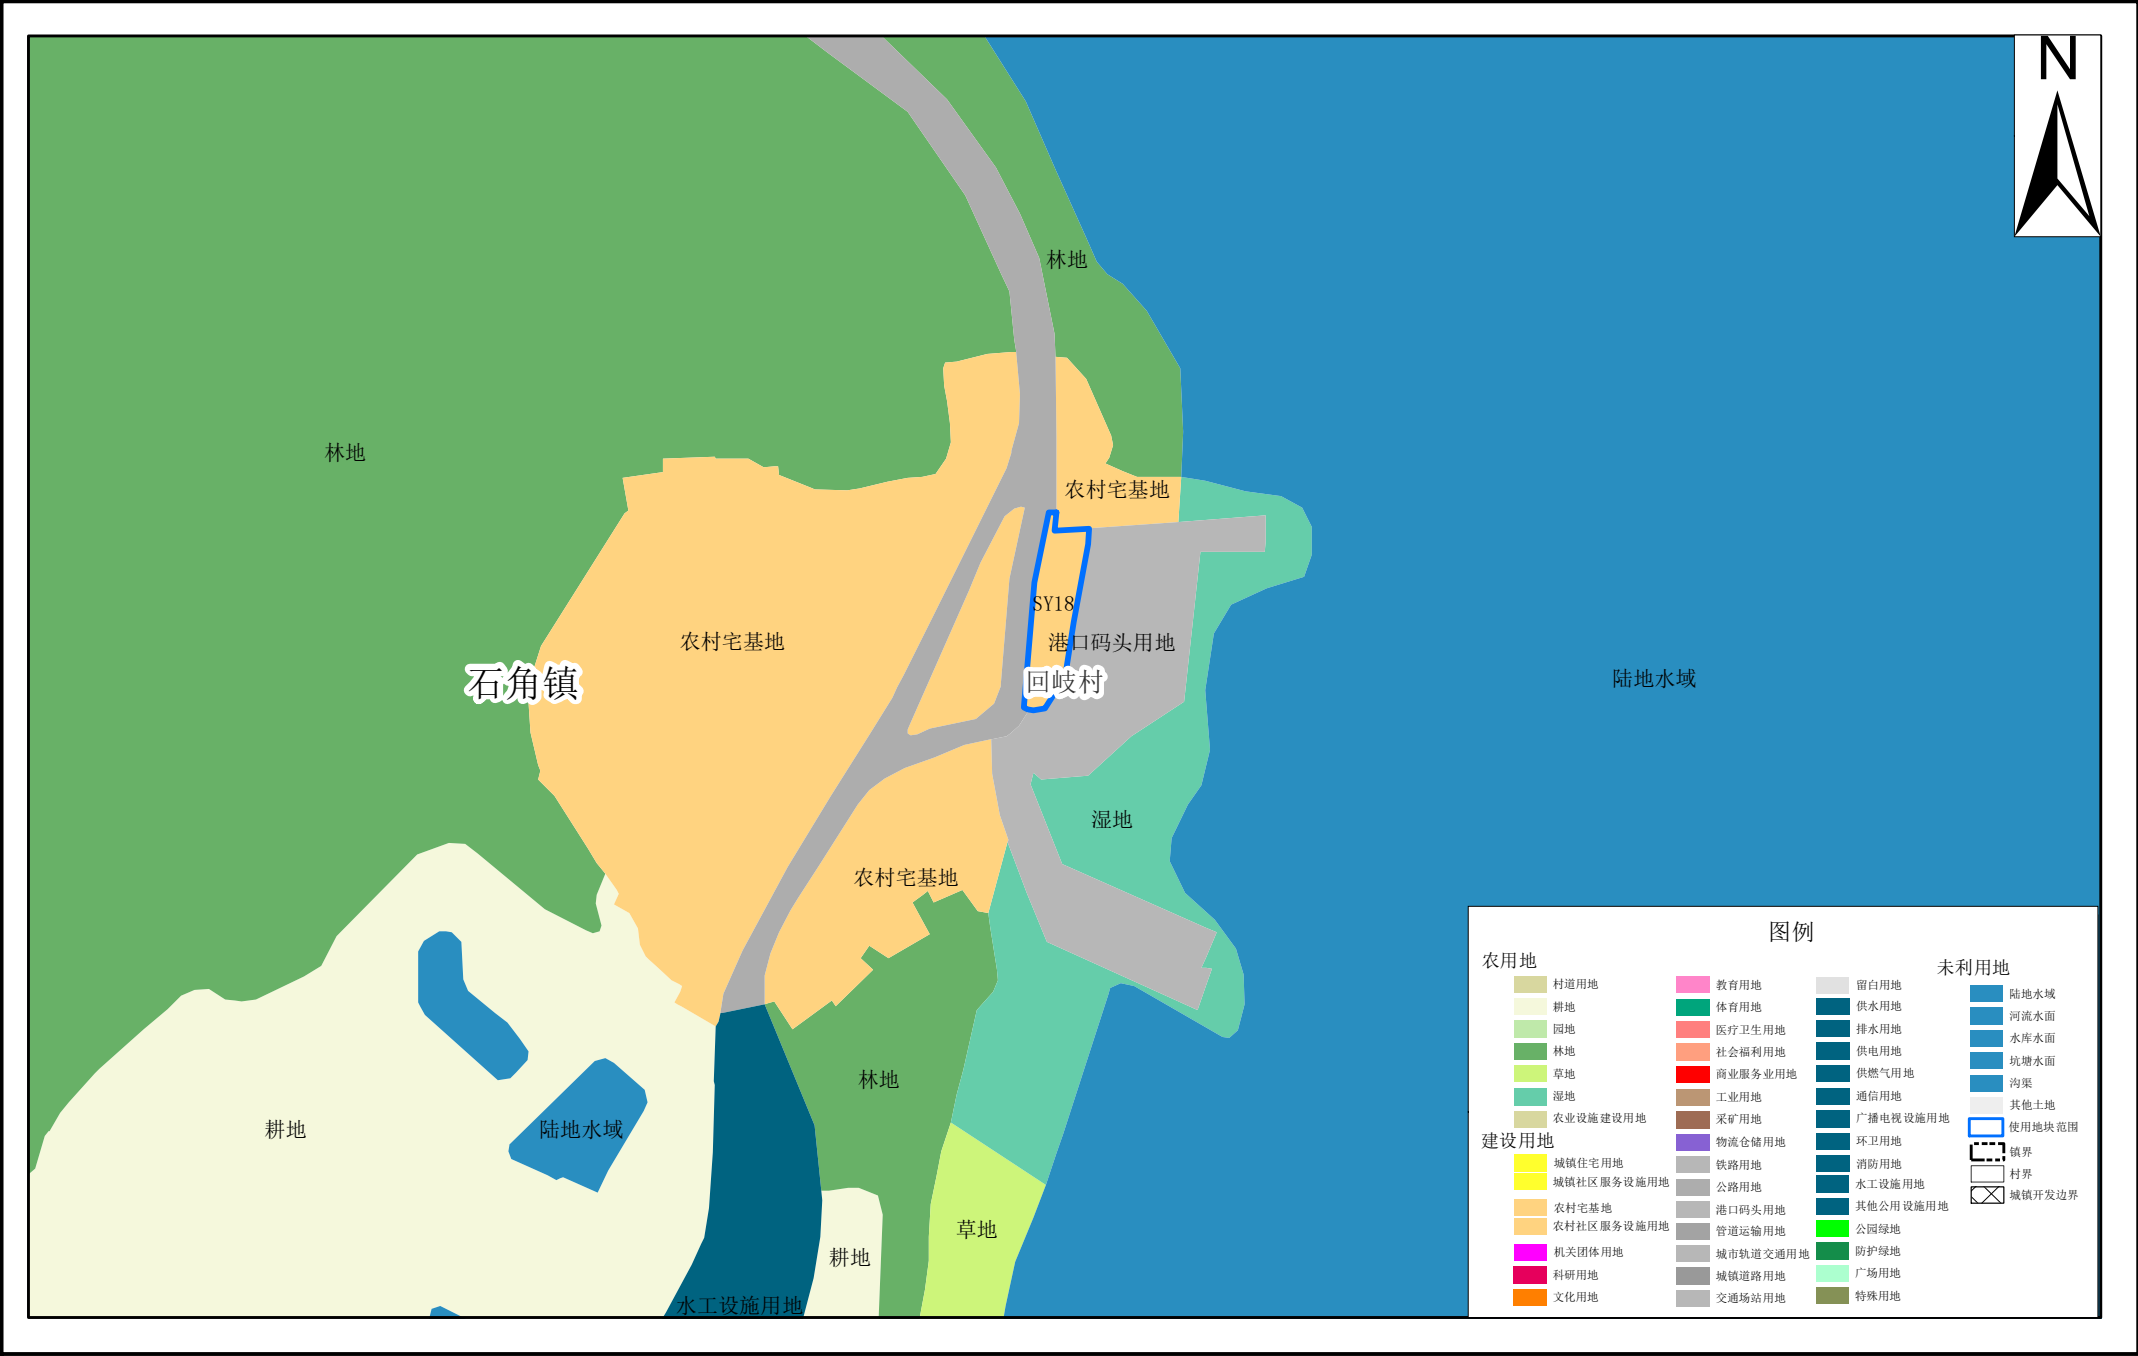 N
林地
林地
农村宅基地
SY18
农村宅基地
港口码头用地
石角镇
回岐村
陆地水域
湿地
农村宅基地
林地
耕地
陆地水域
草地
耕地
水工设施用地
图例
农用地
村道用地
耕地
园地
林地
草地
湿地
农业设施建设用地
建设用地
城镇住宅用地
城镇社区服务设施用地
农村宅基地
农村社区服务设施用地
机关团体用地
科研用地
文化用地
教育用地
体育用地
医疗卫生用地
社会福利用地
商业服务业用地
工业用地
采矿用地
物流仓储用地
铁路用地
公路用地
港口码头用地
管道运输用地
城市轨道交通用地
城镇道路用地
交通场站用地
留白用地
供水用地
排水用地
供电用地
供燃气用地
通信用地
广播电视设施用地
环卫用地
消防用地
水工设施用地
其他公用设施用地
公园绿地
防护绿地
广场用地
特殊用地
未利用地
陆地水域
河流水面
水库水面
坑塘水面
沟渠
其他土地
使用地块范围
镇界
村界
城镇开发边界